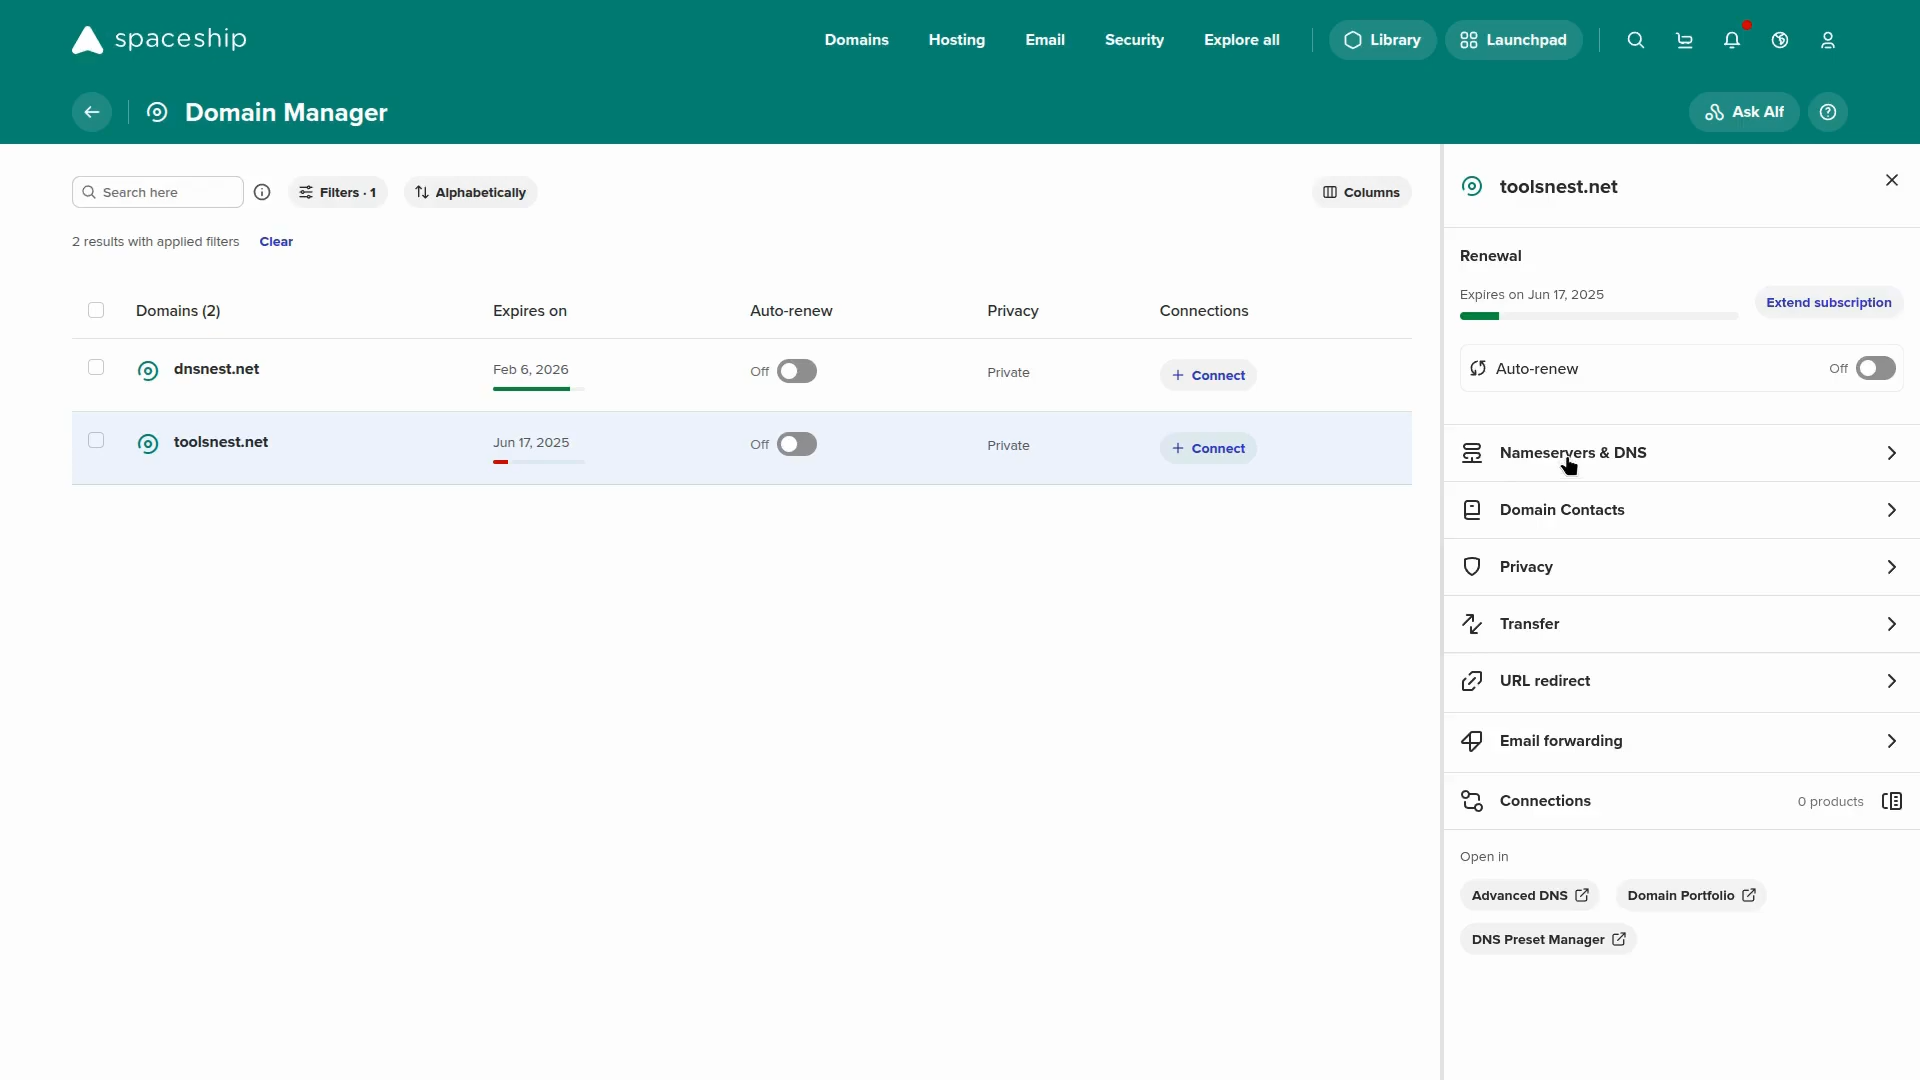 spaceship
Domains
Hosting
Email
Security
Explore all
Library
Launchpad
Domain Manager
Ask Alf
Search here
Filters · 1
Alphabetically
Columns
2 results with applied filters
Clear
Domains (2)
Expires on
Auto-renew
Privacy
Connections
dnsnest.net
Feb 6, 2026
Off
Private
+ Connect
toolsnest.net
Jun 17, 2025
Off
Private
+ Connect
toolsnest.net
Renewal
Expires on Jun 17, 2025
Extend subscription
Auto-renew
Off
Nameservers & DNS
Domain Contacts
Privacy
Transfer
URL redirect
Email forwarding
Connections
0 products
Open in
Advanced DNS
Domain Portfolio
DNS Preset Manager